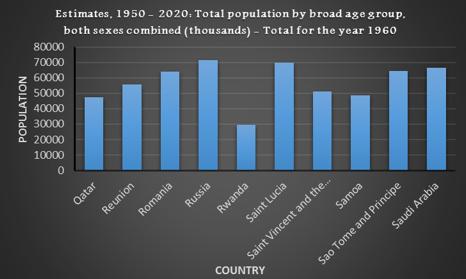 Estimates, 1950 - 2020: Total population by broad age group,
both sexes combined (thousands) - Total for the year 1960
POPULATION
80000
70000
60000
50000
40000
30000
20000
10000
0
Qatar
Reunion
Romania
Russia
Rwanda
Saint Lucia
Saint Vincent and the...
Samoa
Sao Tome and Principe
Saudi Arabia
COUNTRY